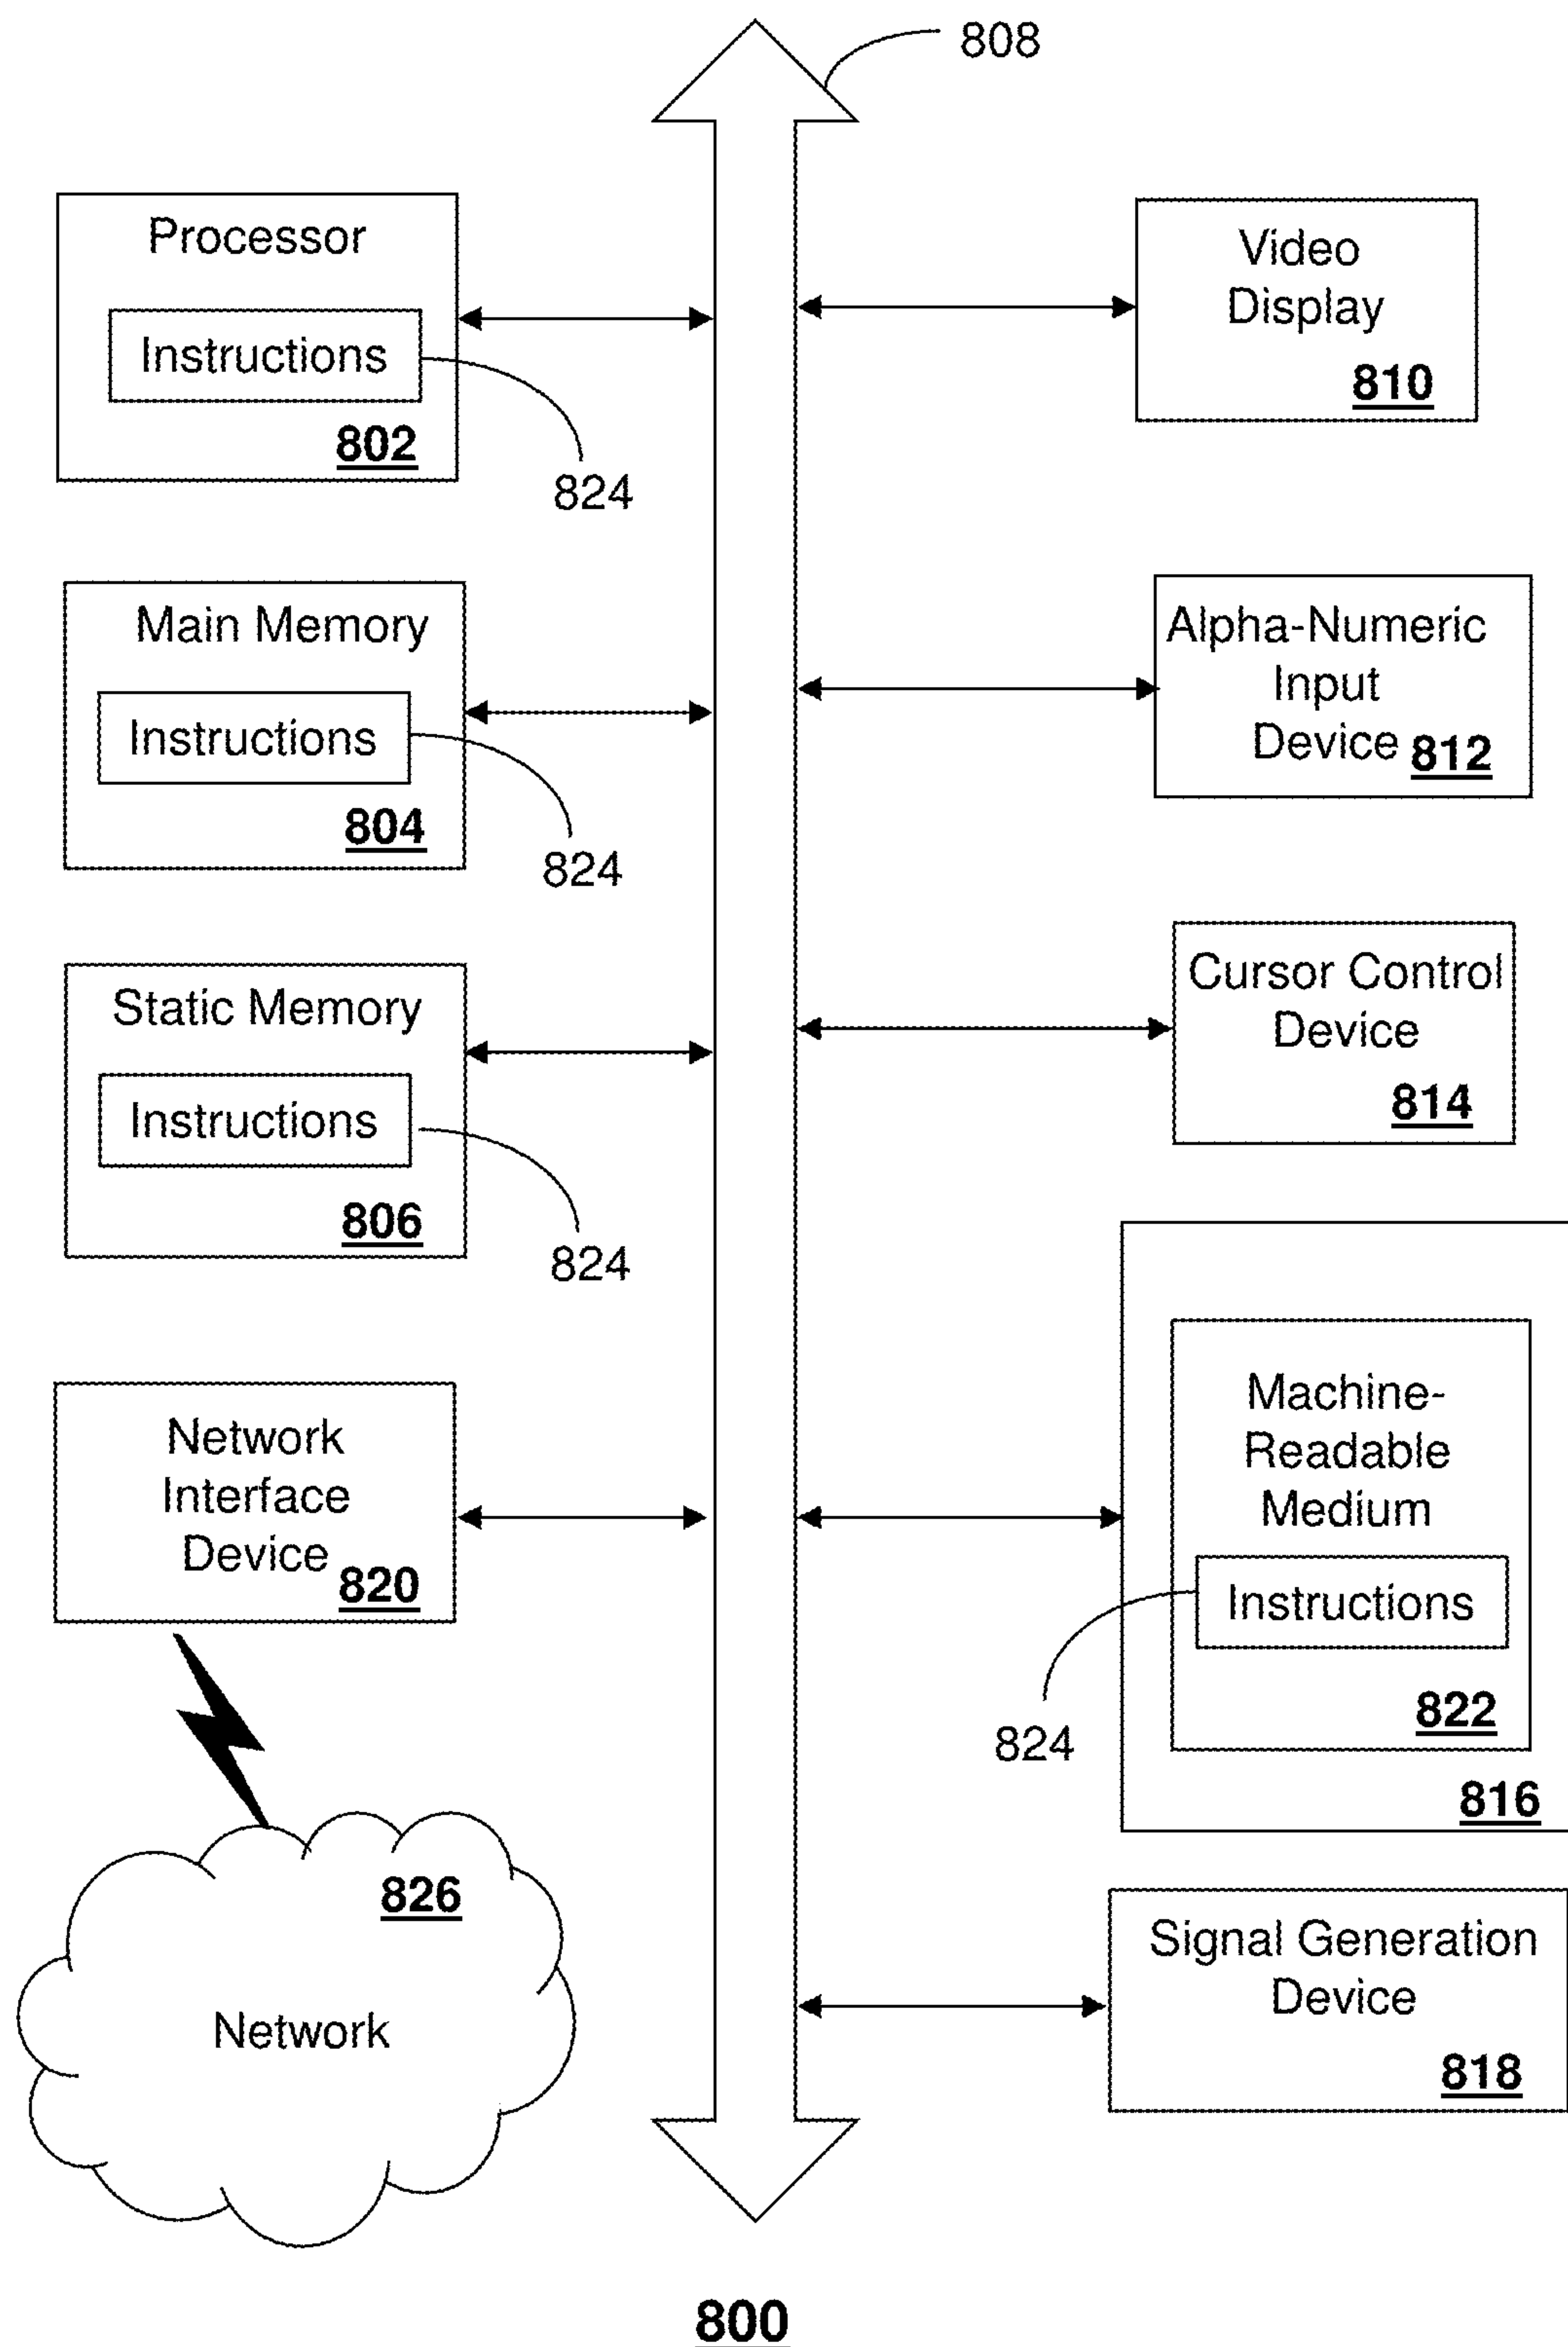 808
Processor
Instructions
802
824
Main Memory
Instructions
804
824
Static Memory
Instructions
806
824
Network
Interface
Device
820
826
Network
Video
Display
810
Alpha-Numeric
Input
Device 812
Cursor Control
Device
814
Machine-
Readable
Medium
Instructions
824
822
816
Signal Generation
Device
818
800